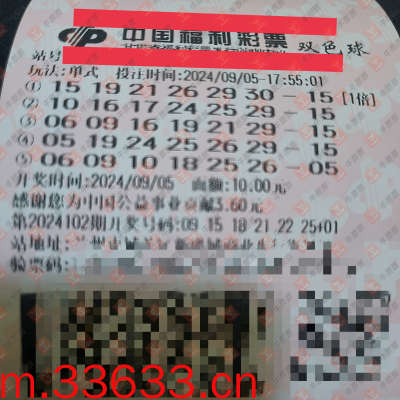 中国福利彩票 双色球
站号
玩法:单式 投注时间:2024/09/05-17:55:01
① 15 19 21 26 29 30 - 15 [1倍]
② 10 16 17 24 25 29 - 15
③ 06 09 16 19 21 29 - 15
④ 05 19 24 25 26 29 - 15
⑤ 06 09 10 18 25 26 - 05
开奖时间:2024/09/05 面额:10.00元
感谢您为中国公益事业贡献3.60元
第2024102期开奖号码:09 15 18 21 22 25+01
站地址:
验票码:
m.33633.cn